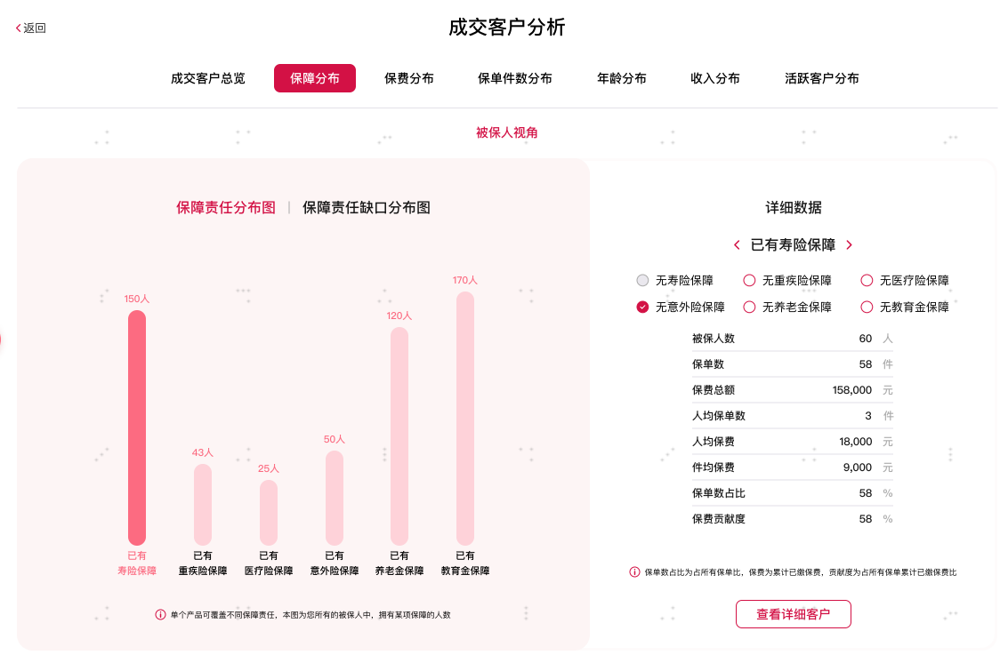 返回
成交客户分析
成交客户总览 保障分布 保费分布 保单件数分布 年龄分布 收入分布 活跃客户分布
被保人视角
保障责任分布图 | 保障责任缺口分布图
150人
43人
25人
50人
120人
170人
已有
寿险保障
已有
重疾险保障
已有
医疗险保障
已有
意外险保障
已有
养老金保障
已有
教育金保障
单个产品可覆盖不同保障责任，本图为您所有的被保人中，拥有某项保障的人数
详细数据
已有寿险保障
无寿险保障 无重疾险保障 无医疗险保障
无意外险保障 无养老金保障 无教育金保障
被保人数 60 人
保单数 58 件
保费总额 158,000 元
人均保单数 3 件
人均保费 18,000 元
件均保费 9,000 元
保单数占比 58 %
保费贡献度 58 %
保单数占比为占所有保单比，保费为累计已缴保费，贡献度为占所有保单累计已缴保费比
查看详细客户